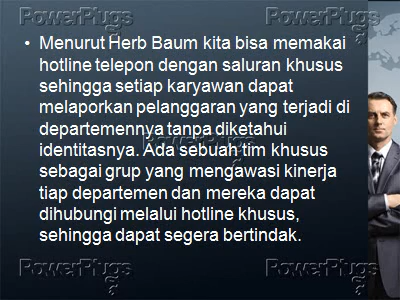 PowerPlugs PowerPlugs
• Menurut Herb Baum kita bisa memakai
hotline telepon dengan saluran khusus
sehingga setiap karyawan dapat
melaporkan pelanggaran yang terjadi di
departemennya tanpa diketahui
PowerPlugs
identitasnya. Ada sebuah tim khusus
sebagai grup yang mengawasi kinerja
tiap departemen dan mereka dapat
dihubungi melalui hotline khusus,
sehingga dapat segera bertindak.
PowerPlugs PowerPlugs